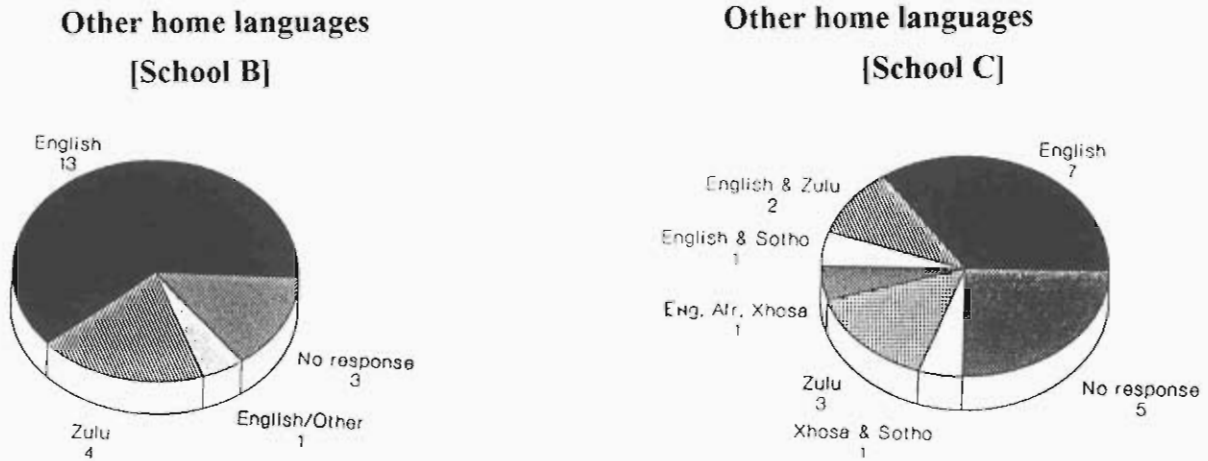 Other home languages
[School B]
English
13
No response
3
English/Other
1
Zulu
4
Other home languages
[School C]
English
7
English & Zulu
2
English & Sotho
1
Eng, Afr, Xhosa
1
Zulu
3
Xhosa & Sotho
1
No response
5